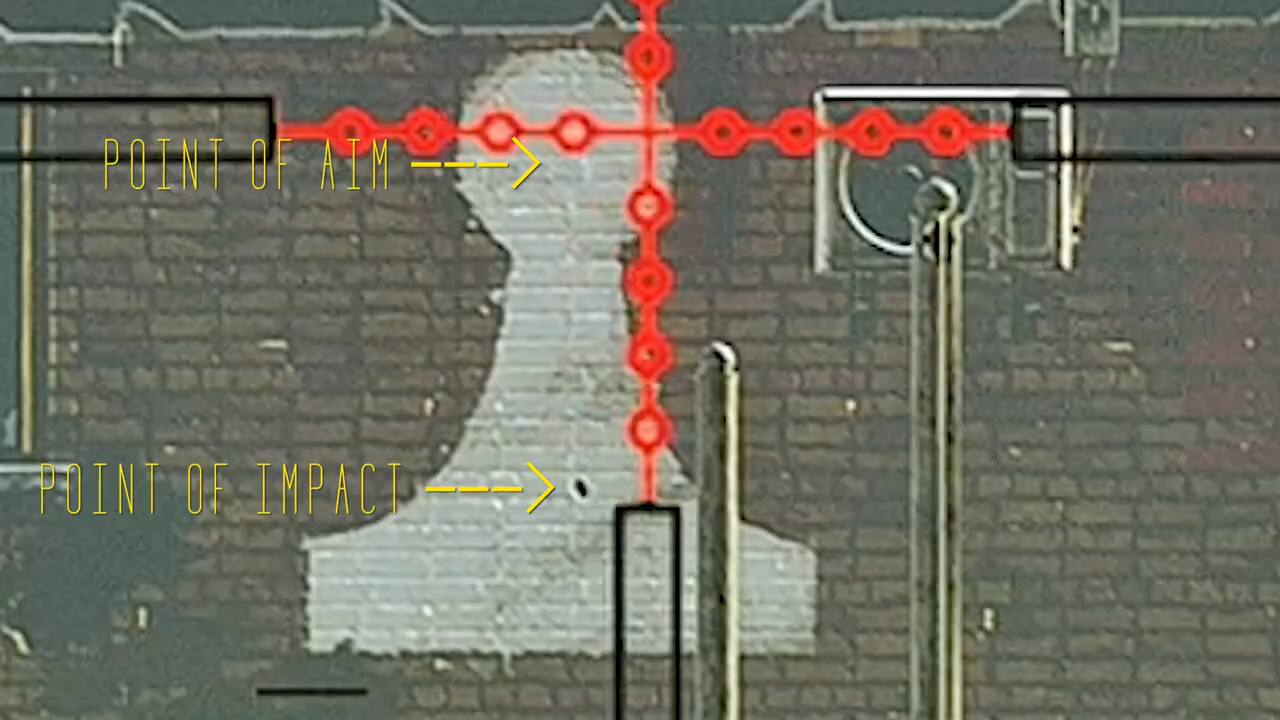 POINT OF AIM --->
POINT OF IMPACT --->